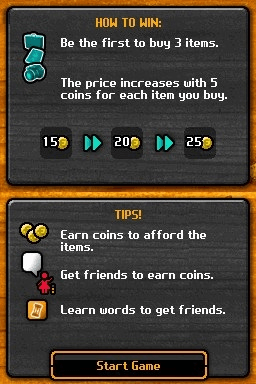 HOW TO WIN:
Be the first to buy 3 items.
The price increases with 5
coins for each item you buy.
15 20 25
TIPS!
Earn coins to afford the
items.
Get friends to earn coins.
Learn words to get friends.
Start Game